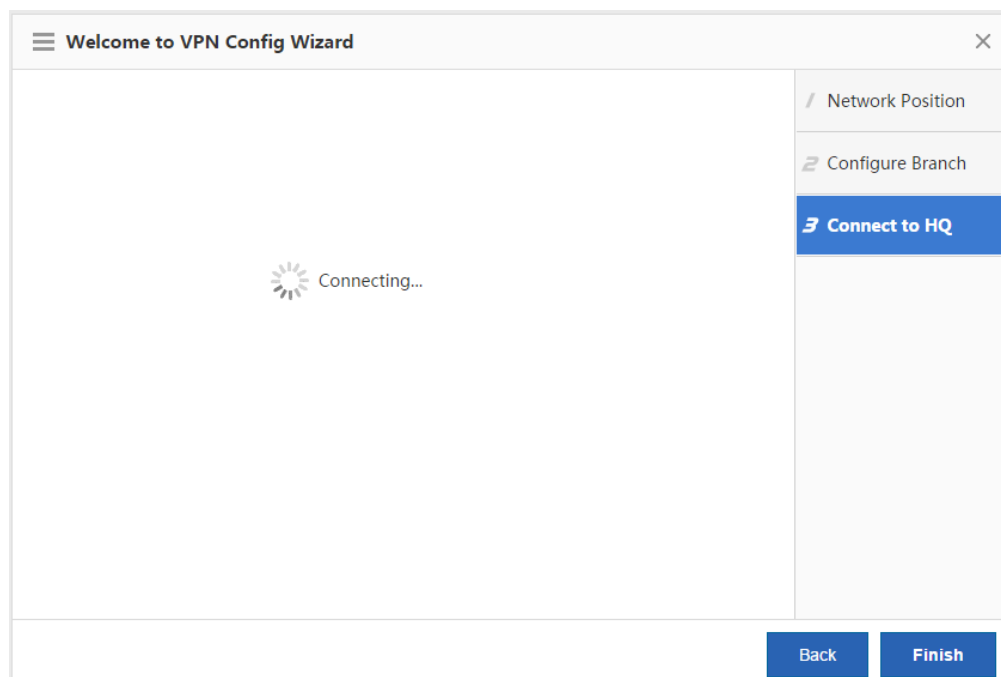 Welcome to VPN Config Wizard
1 Network Position
2 Configure Branch
3 Connect to HQ
Connecting...
Back
Finish